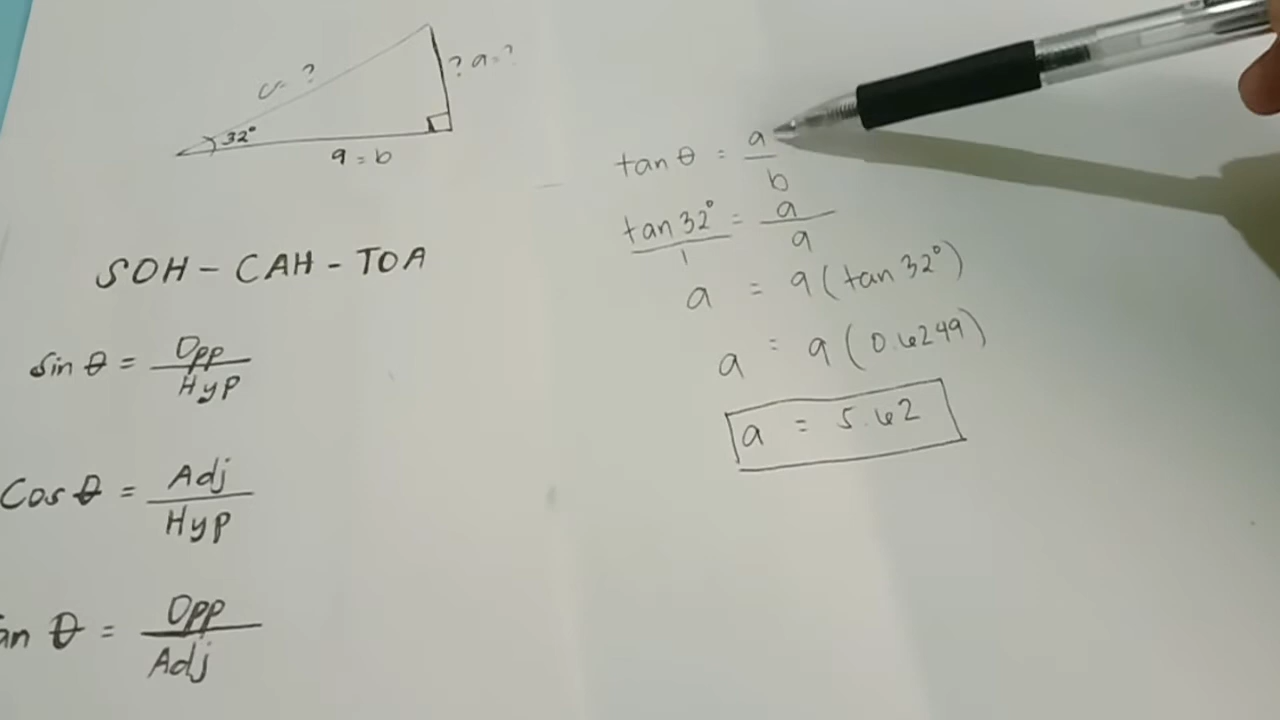 c = ?
? a = ?
32°
9 = b
SOH - CAH - TOA
Sin θ = Opp / Hyp
Cos θ = Adj / Hyp
an θ = Opp / Adj
tan θ = a / b
tan 32° / 1 = a / 9
a = 9 (tan 32°)
a = 9 (0.6249)
a = 5.62